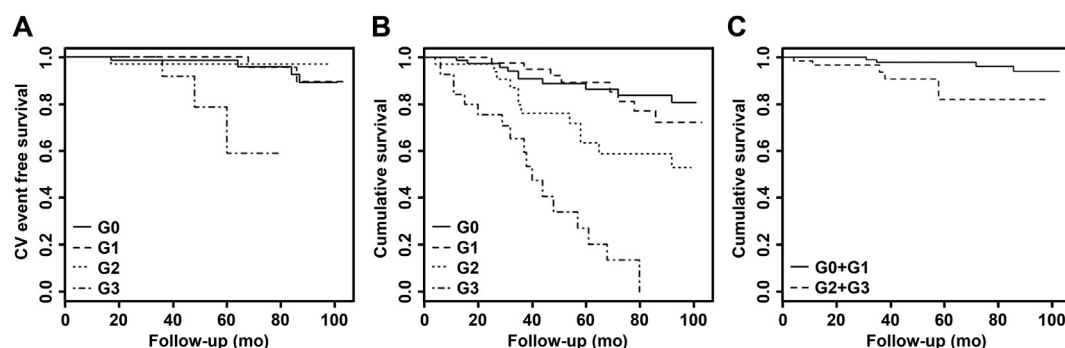 A
CV event free survival
1.0
0.8
0.6
0.4
0.2
0.0
G0
G1
G2
G3
0 20 40 60 80 100
Follow-up (mo)
B
Cumulative survival
1.0
0.8
0.6
0.4
0.2
0.0
G0
G1
G2
G3
0 20 40 60 80 100
Follow-up (mo)
C
Cumulative survival
1.0
0.8
0.6
0.4
0.2
0.0
G0+G1
G2+G3
0 20 40 60 80 100
Follow-up (mo)